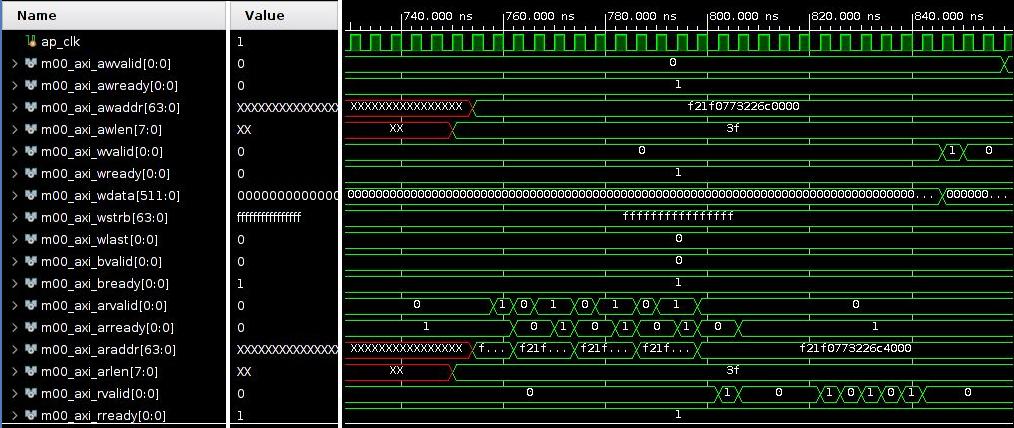 Name Value 740.000 ns 760.000 ns 780.000 ns 800.000 ns 820.000 ns 840.000 ns
ap_clk 1
m00_axi_awvalid[0:0] 0 0
m00_axi_awready[0:0] 0 1
m00_axi_awaddr[63:0] XXXXXXXXXXXXXX XXXXXXXXXXXXXXXX f21f0773226c0000
m00_axi_awlen[7:0] XX XX 3f
m00_axi_wvalid[0:0] 0 0 1 0
m00_axi_wready[0:0] 0 1
m00_axi_wdata[511:0] 00000000000000 000000... 
m00_axi_wstrb[63:0] ffffffffffffffff ffffffffffffffff
m00_axi_wlast[0:0] 0 0
m00_axi_bvalid[0:0] 0 0
m00_axi_bready[0:0] 1 1
m00_axi_arvalid[0:0] 0 0 1 0 1 0 1 0 1 0
m00_axi_arready[0:0] 0 1 0 1 0 1 0 1 0 1
m00_axi_araddr[63:0] XXXXXXXXXXXXXX XXXXXXXXXXXXXXXX f... f21f... f21f... f21f... f21f0773226c4000
m00_axi_arlen[7:0] XX XX 3f
m00_axi_rvalid[0:0] 0 0 1 0 1 0 1 0 1 0
m00_axi_rready[0:0] 1 1